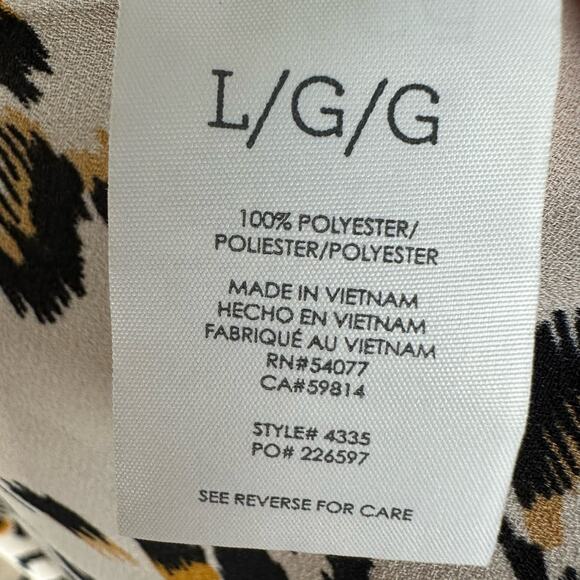 L/G/G
100% POLYESTER/
POLIESTER/POLYESTER
MADE IN VIETNAM
HECHO EN VIETNAM
FABRIQUÉ AU VIETNAM
RN#54077
CA#59814
STYLE# 4335
PO# 226597
SEE REVERSE FOR CARE